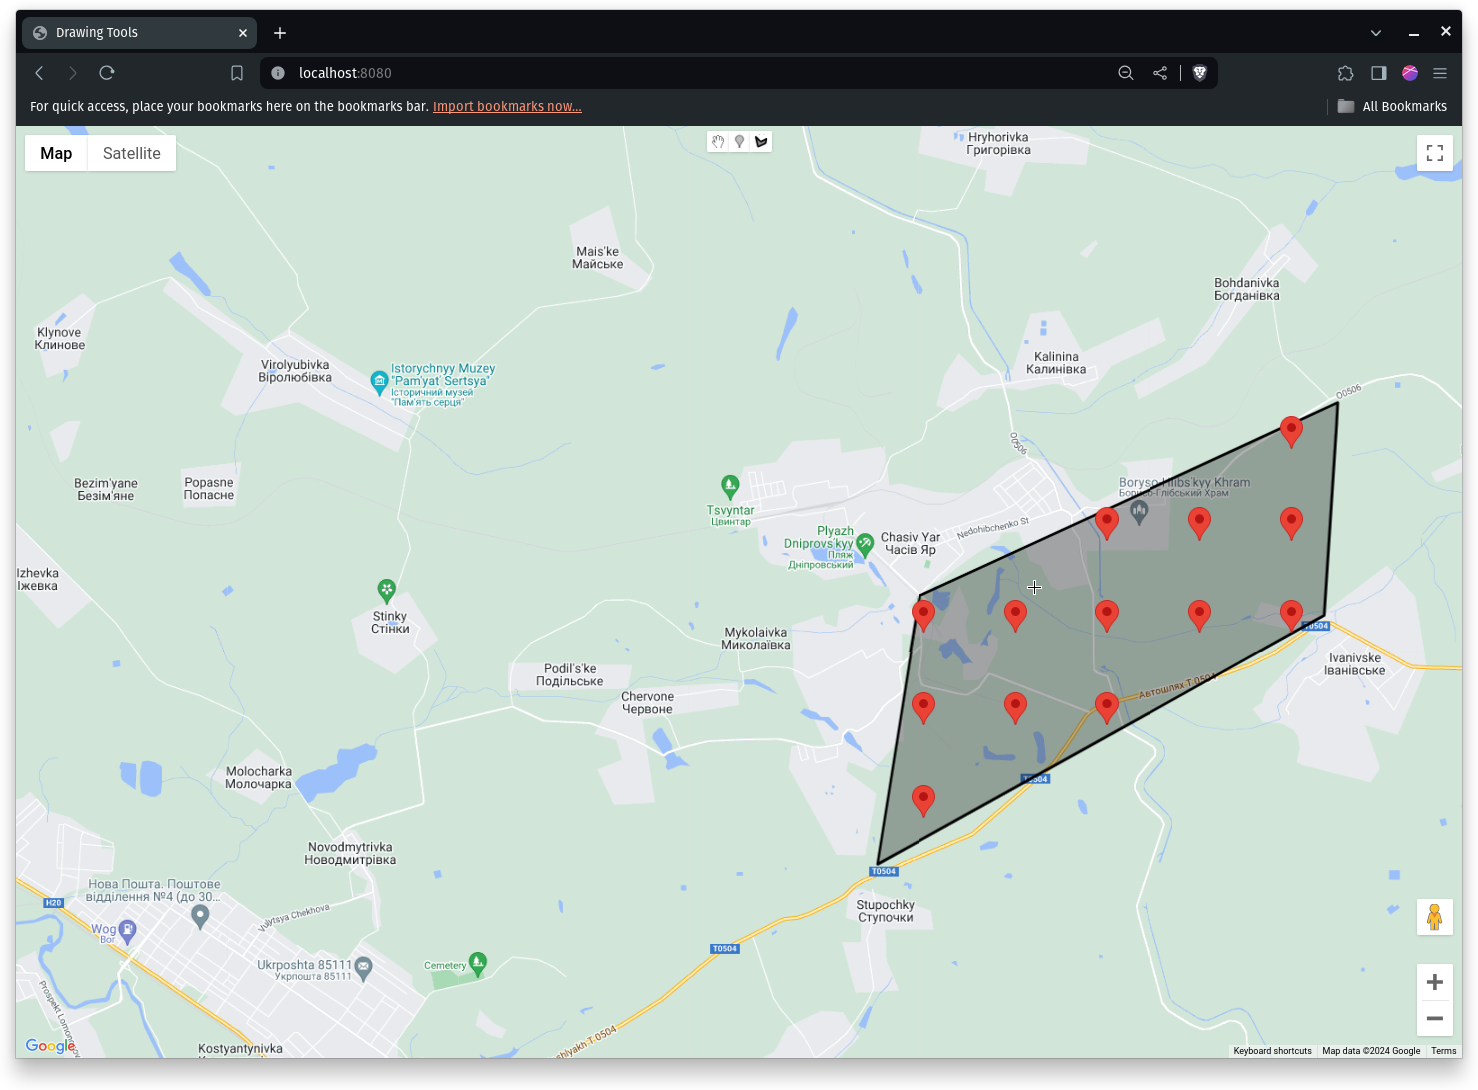 Drawing Tools
localhost:8080
For quick access, place your bookmarks here on the bookmarks bar. Import bookmarks now...
All Bookmarks
Map
Satellite
Hryhorivka
Григорівка
Mais'ke
Майське
Bohdanivka
Богданівка
Klynove
Клинове
Virolyubivka
Віролюбівка
Istorychnyy Muzey
"Pam'yat' Sertsya"
Історичний музей
"Пам'ять серця"
Kalinina
Калинівка
O0506
O0506
Bezim'yane
Безім'яне
Popasne
Попасне
Tsvyntar
Цвинтар
Boryso-Hlibs'kyy Khram
Борисо-Глібський Храм
Plyazh
Dniprovs'kyy
Пляж
Дніпровський
Chasiv Yar
Часів Яр
Nedohibchenko St
Izhevka
Іжевка
Stinky
Стінки
Mykolaivka
Миколаївка
T0504
Ivanivske
Іванівське
Podil's'ke
Подільське
Chervone
Червоне
Автошлях Т 0504
T0504
Molocharka
Молочарка
Novodmytrivka
Новодмитрівка
T0504
Нова Пошта. Поштове
відділення №4 (до 30...
H20
Vulytsya Chekhova
Stupochky
Ступочки
Wog
Вог
T0504
Ukrposhta 85111
Укрпошта 85111
Cemetery
Prospekt Lomono
shlyakh T 0504
Kostyantynivka
Google
Keyboard shortcuts
Map data ©2024 Google
Terms